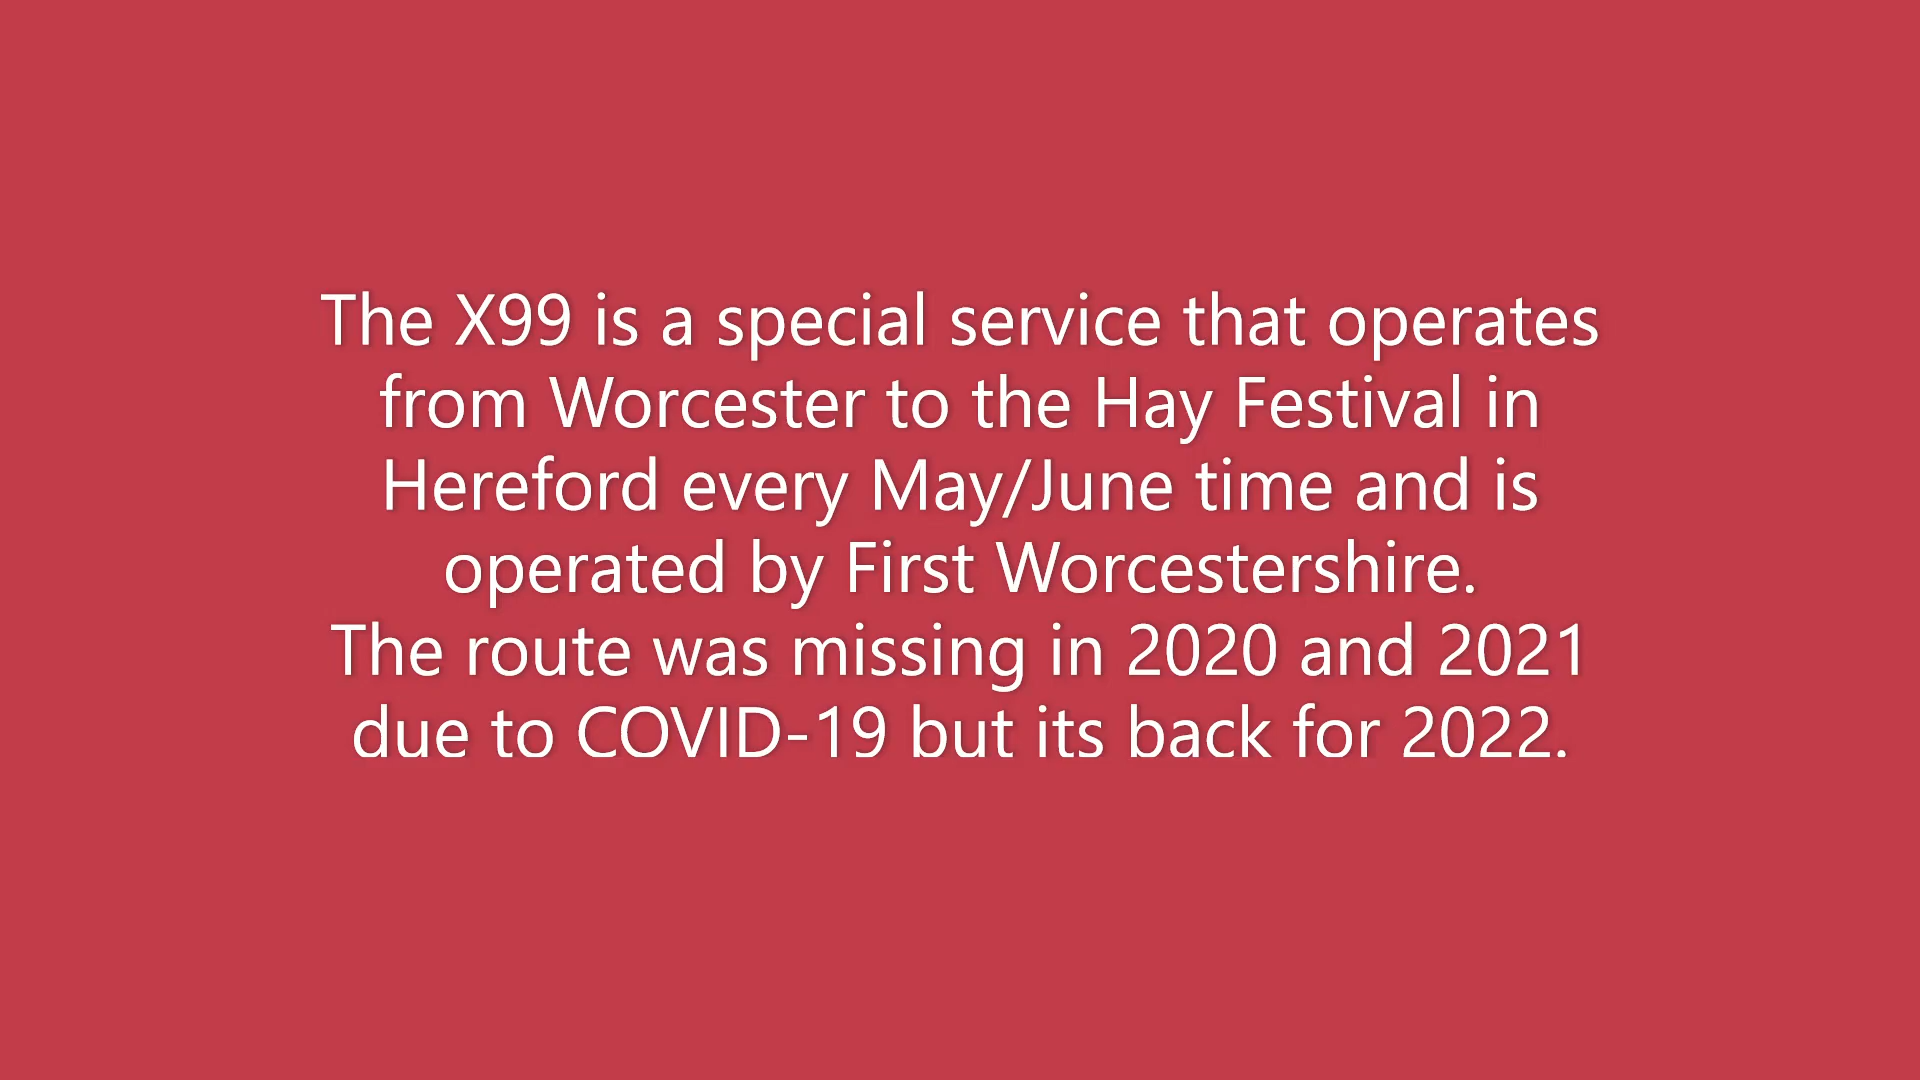 The X99 is a special service that operates
from Worcester to the Hay Festival in
Hereford every May/June time and is
operated by First Worcestershire.
The route was missing in 2020 and 2021
due to COVID-19 but its back for 2022.